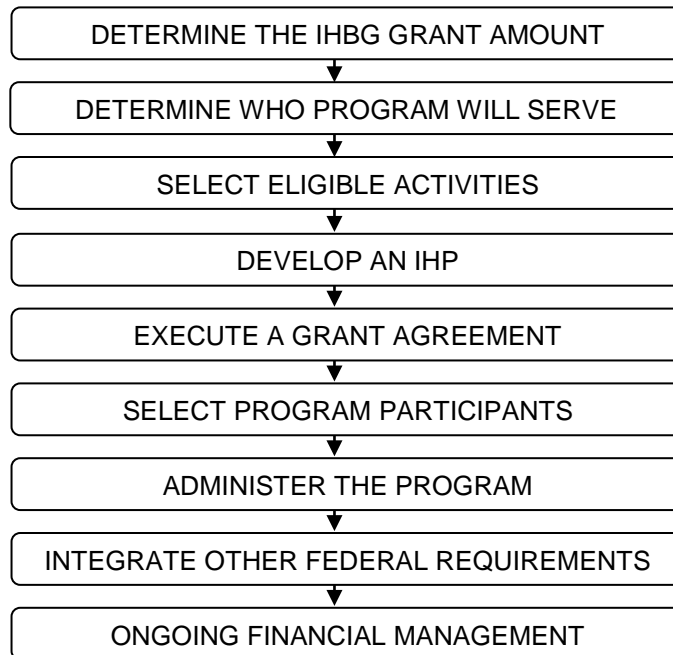 DETERMINE THE IHBG GRANT AMOUNT
DETERMINE WHO PROGRAM WILL SERVE
SELECT ELIGIBLE ACTIVITIES
DEVELOP AN IHP
EXECUTE A GRANT AGREEMENT
SELECT PROGRAM PARTICIPANTS
ADMINISTER THE PROGRAM
INTEGRATE OTHER FEDERAL REQUIREMENTS
ONGOING FINANCIAL MANAGEMENT